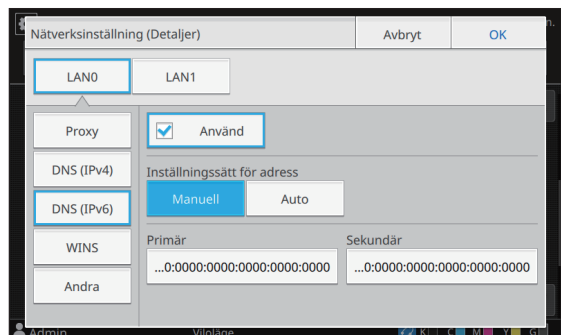 Nätverksinställning (Detaljer)
Avbryt
OK
LAN0
LAN1
Proxy
DNS (IPv4)
DNS (IPv6)
WINS
Andra
Använd
Inställningssätt för adress
Manuell
Auto
Primär
Sekundär
...0:0000:0000:0000:0000:0000
...0:0000:0000:0000:0000:0000
n.
Admin
Viloläge
K
C
M
Y
G